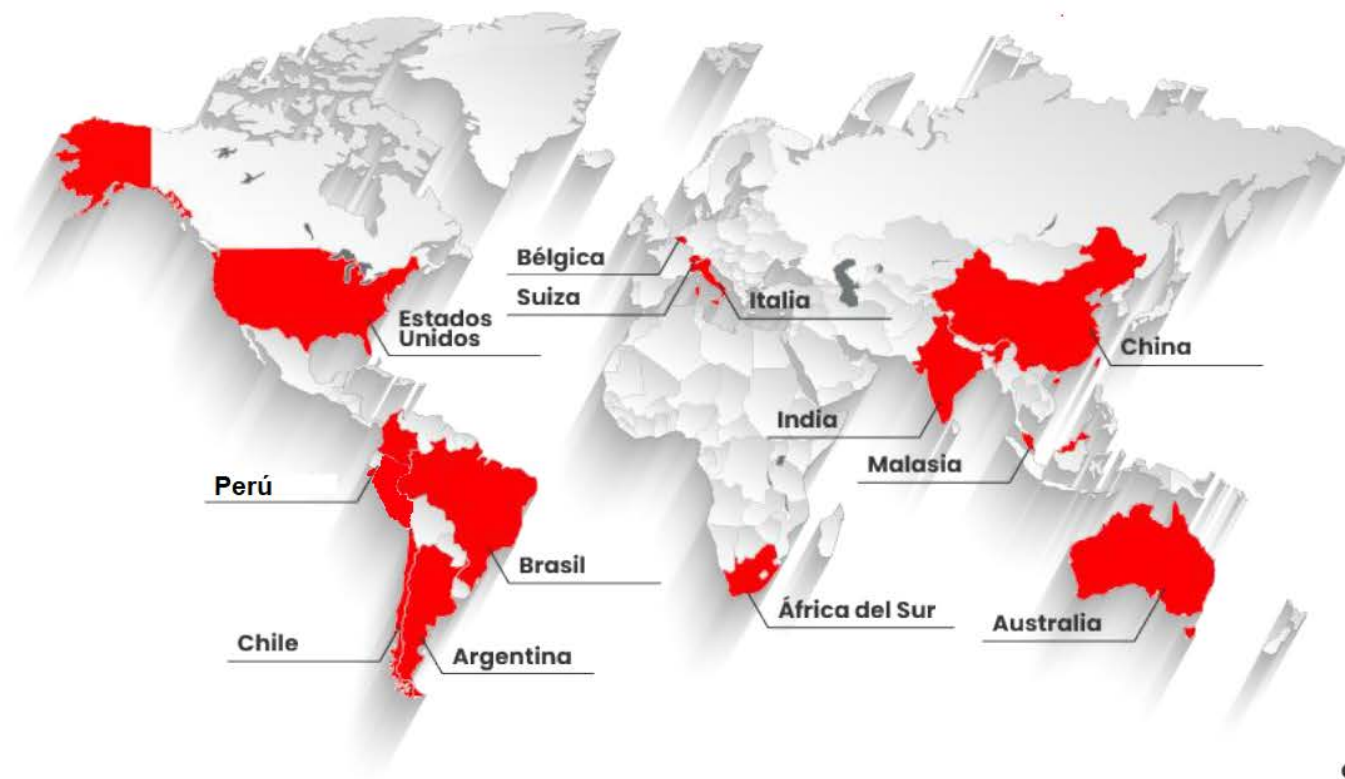 Bélgica
Suiza
Italia
Estados
Unidos
China
India
Malasia
Perú
Brasil
África del Sur
Australia
Chile
Argentina